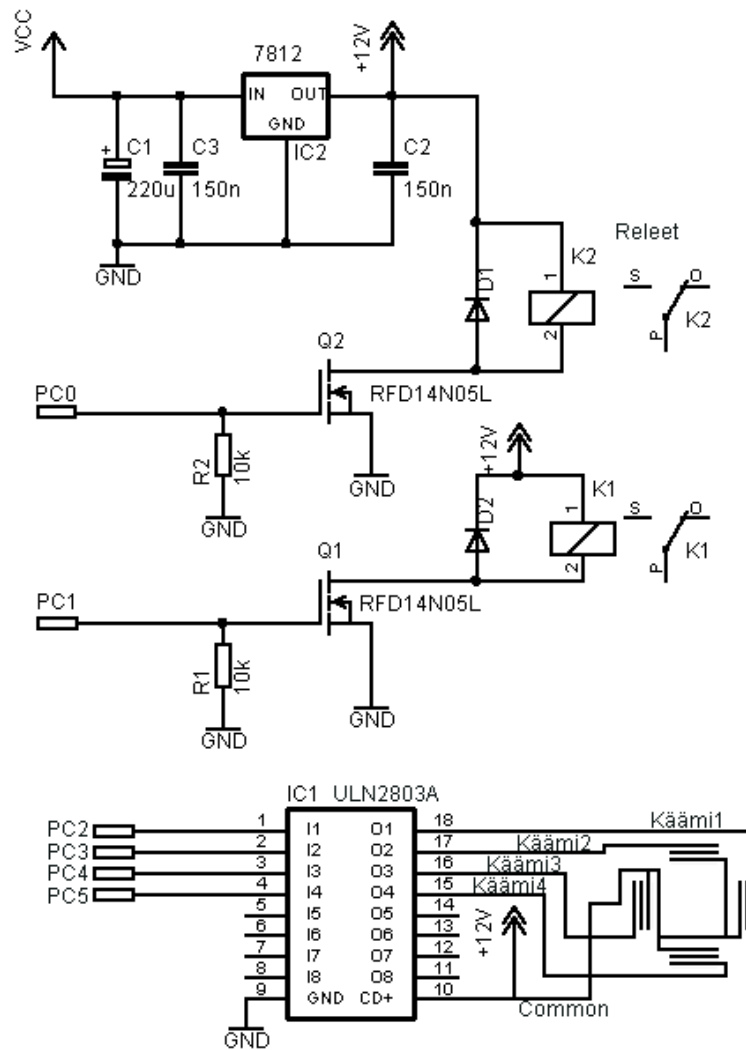 VCC
7812
+12V
IN OUT
GND
IC2
+
C1
220u
C3
150n
C2
150n
GND
Releet
D1
1
2
K2
S
O
P
K2
Q2
PC0
RFD14N05L
R2
10k
GND
GND
+12V
D2
1
2
K1
S
O
P
K1
Q1
PC1
RFD14N05L
R1
10k
GND
GND
IC1 ULN2803A
PC2 1 I1 O1 18 Käämi1
PC3 2 I2 O2 17 Käämi2
PC4 3 I3 O3 16 Käämi3
PC5 4 I4 O4 15 Käämi4
5 I5 O5 14
6 I6 O6 13
7 I7 O7 12
8 I8 O8 11
9 GND CD+ 10
+12V
Common
GND